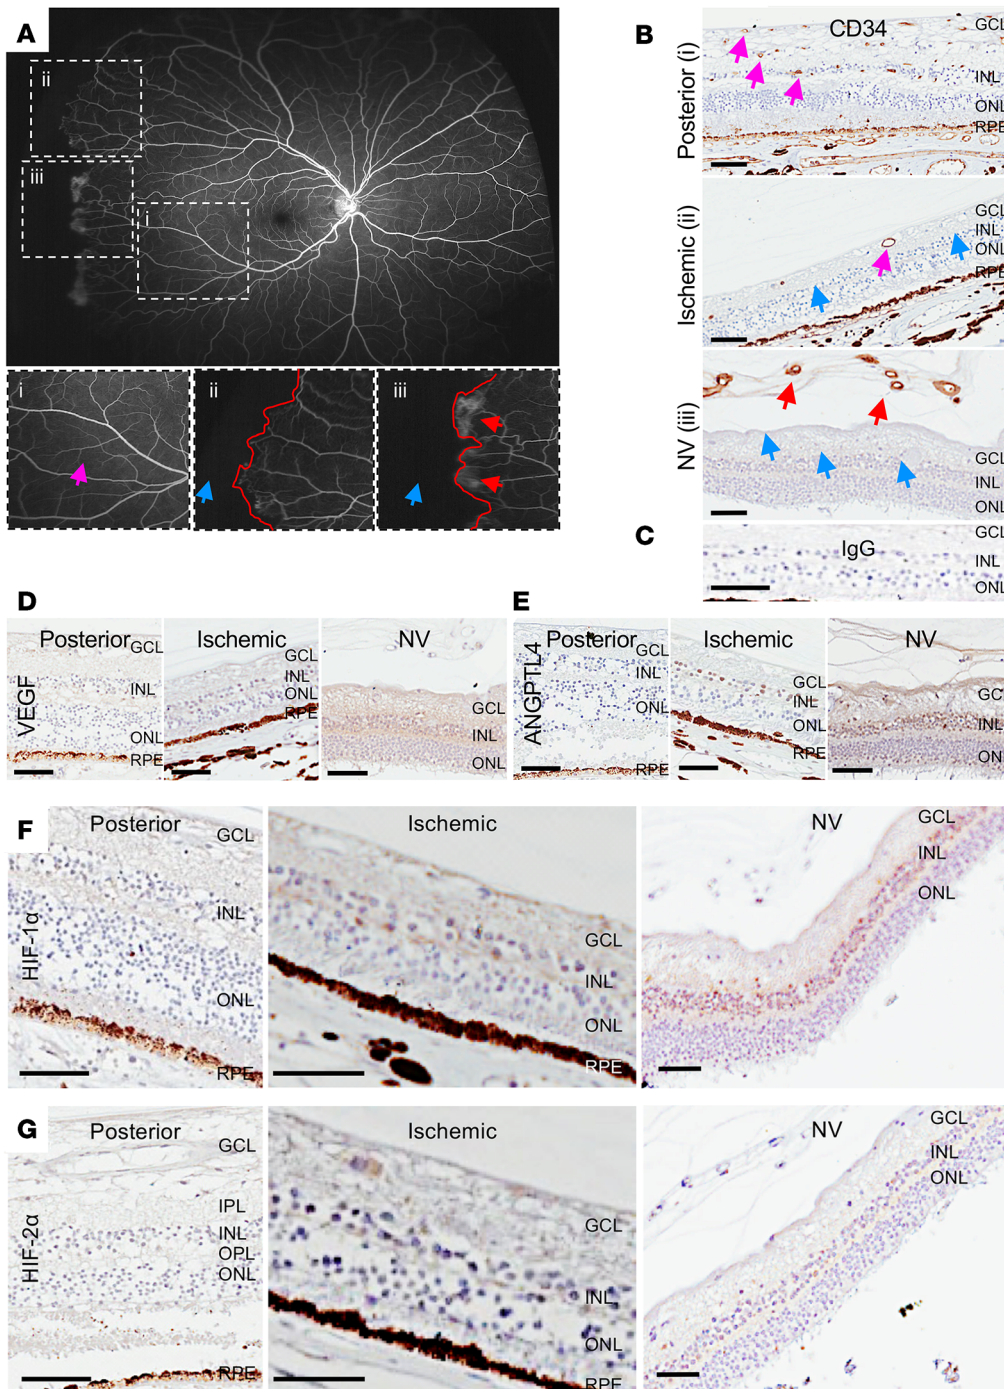 A
ii
iii
i
i
ii
iii
B
CD34
Posterior (i)
GCL
INL
ONL
RPE
Ischemic (ii)
GCL
INL
ONL
RPE
NV (iii)
GCL
INL
ONL
C
IgG
GCL
INL
ONL
D
VEGF
Posterior
GCL
INL
ONL
RPE
Ischemic
GCL
INL
ONL
RPE
NV
GCL
INL
ONL
E
ANGPTL4
Posterior
GCL
INL
ONL
RPE
Ischemic
GCL
INL
ONL
RPE
NV
GC
INL
ONL
F
HIF-1α
Posterior
GCL
INL
ONL
RPE
Ischemic
GCL
INL
ONL
RPE
NV
GCL
INL
ONL
G
HIF-2α
Posterior
GCL
IPL
INL
OPL
ONL
RPE
Ischemic
GCL
INL
ONL
RPE
NV
GCL
INL
ONL